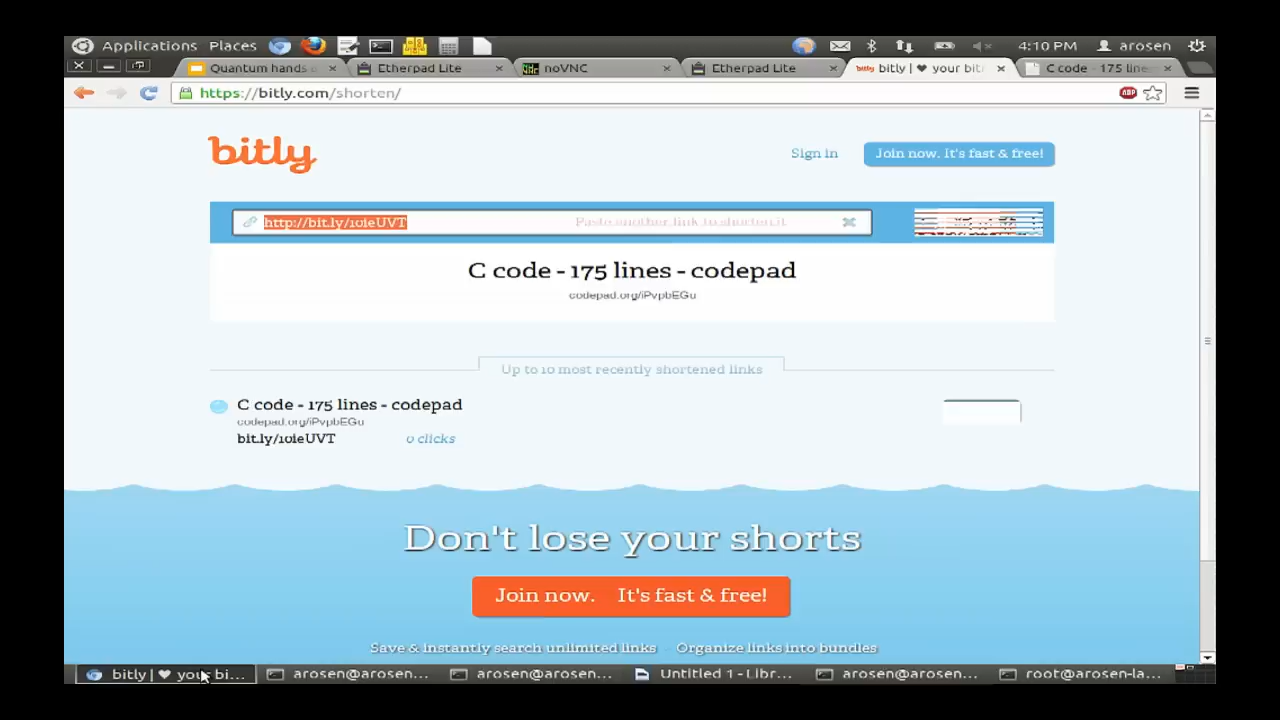 Applications Places 4:10 PM arosen
Quantum hands o Etherpad Lite noVNC Etherpad Lite bitly | ♥ your bit C code - 175 line
https://bitly.com/shorten/ ABP
bitly Sign in Join now. It's fast & free!
http://bit.ly/10ieUVT Paste another link to shorten it
C code - 175 lines - codepad
codepad.org/iPvpbEGu
Up to 10 most recently shortened links
C code - 175 lines - codepad
codepad.org/iPvpbEGu
bit.ly/10ieUVT 0 clicks
Don't lose your shorts
Join now. It's fast & free!
Save & instantly search unlimited links Organize links into bundles
bitly | ♥ your bi... arosen@arosen... arosen@arosen... Untitled 1 - Libr... arosen@arosen... root@arosen-la...